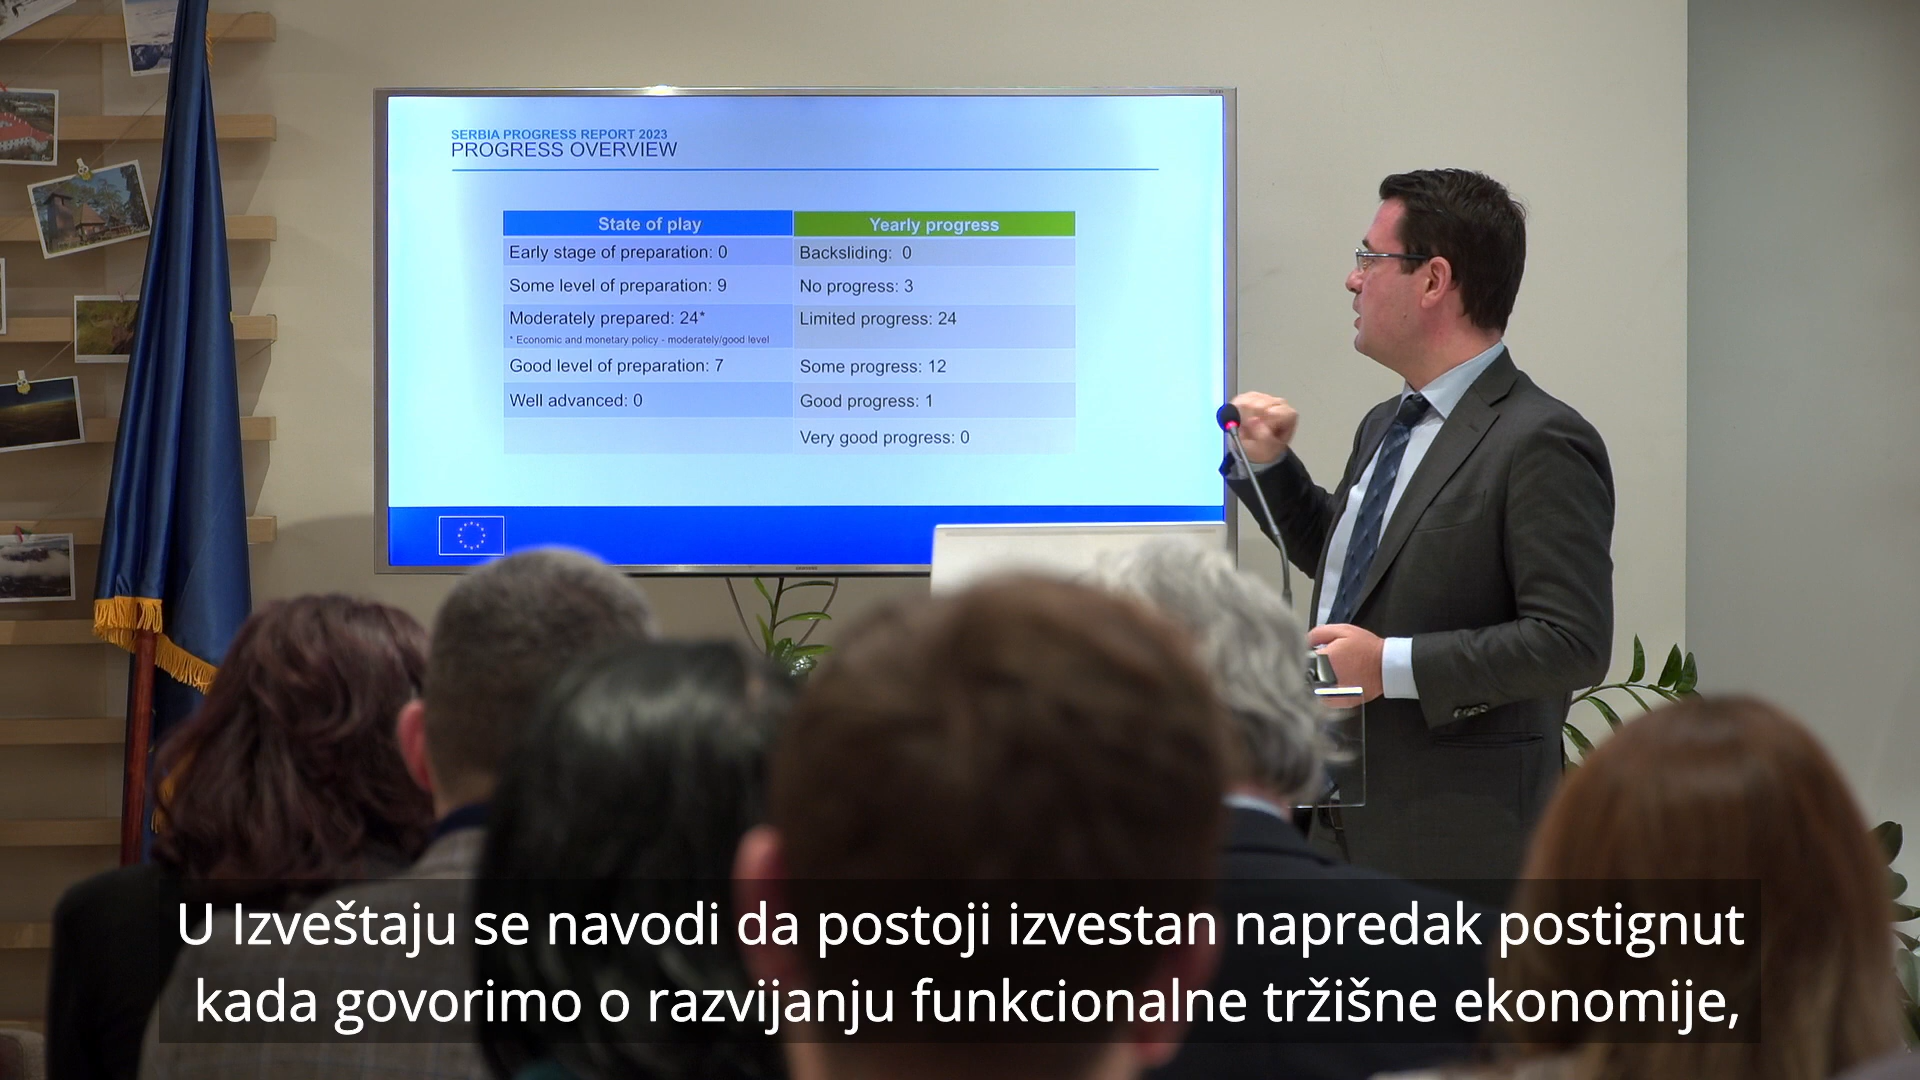 SERBIA PROGRESS REPORT 2023
PROGRESS OVERVIEW
State of play
Yearly progress
Early stage of preparation: 0
Backsliding: 0
Some level of preparation: 9
No progress: 3
Moderately prepared: 24*
Limited progress: 24
* Economic and monetary policy - moderately/good level
Good level of preparation: 7
Some progress: 12
Well advanced: 0
Good progress: 1
Very good progress: 0
U Izveštaju se navodi da postoji izvestan napredak postignut
kada govorimo o razvijanju funkcionalne tržišne ekonomije,